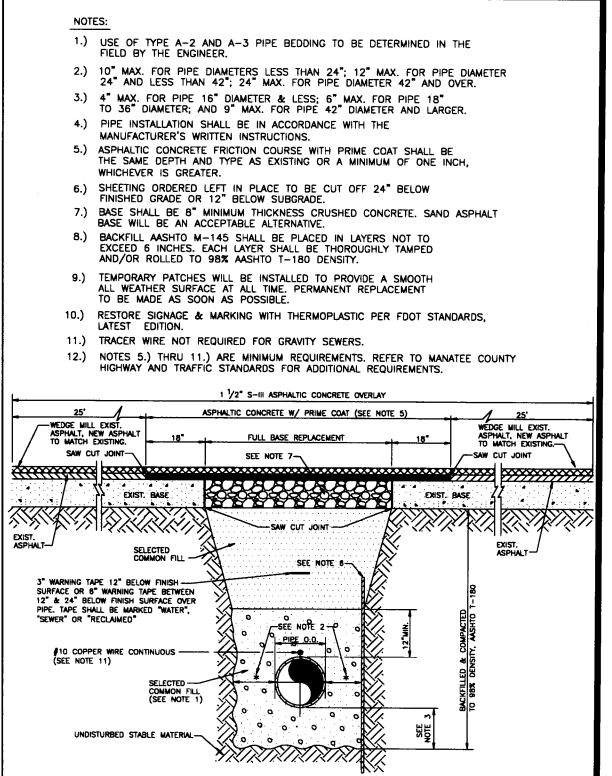 NOTES:
1.) USE OF TYPE A-2 AND A-3 PIPE BEDDING TO BE DETERMINED IN THE
FIELD BY THE ENGINEER.
2.) 10" MAX. FOR PIPE DIAMETERS LESS THAN 24"; 12" MAX. FOR PIPE DIAMETER
24" AND LESS THAN 42"; 24" MAX. FOR PIPE DIAMETER 42" AND OVER.
3.) 4" MAX. FOR PIPE 16" DIAMETER & LESS; 6" MAX. FOR PIPE 18"
TO 36" DIAMETER; AND 9" MAX. FOR PIPE 42" DIAMETER AND LARGER.
4.) PIPE INSTALLATION SHALL BE IN ACCORDANCE WITH THE
MANUFACTURER'S WRITTEN INSTRUCTIONS.
5.) ASPHALTIC CONCRETE FRICTION COURSE WITH PRIME COAT SHALL BE
THE SAME DEPTH AND TYPE AS EXISTING OR A MINIMUM OF ONE INCH,
WHICHEVER IS GREATER.
6.) SHEETING ORDERED LEFT IN PLACE TO BE CUT OFF 24" BELOW
FINISHED GRADE OR 12" BELOW SUBGRADE.
7.) BASE SHALL BE 8" MINIMUM THICKNESS CRUSHED CONCRETE. SAND ASPHALT
BASE WILL BE AN ACCEPTABLE ALTERNATIVE.
8.) BACKFILL AASHTO M-145 SHALL BE PLACED IN LAYERS NOT TO
EXCEED 6 INCHES. EACH LAYER SHALL BE THOROUGHLY TAMPED
AND/OR ROLLED TO 98% AASHTO T-180 DENSITY.
9.) TEMPORARY PATCHES WILL BE INSTALLED TO PROVIDE A SMOOTH
ALL WEATHER SURFACE AT ALL TIME. PERMANENT REPLACEMENT
TO BE MADE AS SOON AS POSSIBLE.
10.) RESTORE SIGNAGE & MARKING WITH THERMOPLASTIC PER FDOT STANDARDS,
LATEST EDITION.
11.) TRACER WIRE NOT REQUIRED FOR GRAVITY SEWERS.
12.) NOTES 5.) THRU 11.) ARE MINIMUM REQUIREMENTS. REFER TO MANATEE COUNTY
HIGHWAY AND TRAFFIC STANDARDS FOR ADDITIONAL REQUIREMENTS.
1 1/2" S-III ASPHALTIC CONCRETE OVERLAY
25'
ASPHALTIC CONCRETE W/ PRIME COAT (SEE NOTE 5)
25'
WEDGE MILL EXIST.
ASPHALT, NEW ASPHALT
TO MATCH EXISTING.
18"
FULL BASE REPLACEMENT
18"
WEDGE MILL EXIST.
ASPHALT, NEW ASPHALT
TO MATCH EXISTING.
SAW CUT JOINT
SEE NOTE 7
SAW CUT JOINT
EXIST. BASE
EXIST. BASE
SAW CUT JOINT
EXIST.
ASPHALT
EXIST.
ASPHALT
SELECTED
COMMON FILL
SEE NOTE 6
3" WARNING TAPE 12" BELOW FINISH
SURFACE OR 6" WARNING TAPE BETWEEN
12" & 24" BELOW FINISH SURFACE OVER
PIPE. TAPE SHALL BE MARKED "WATER",
"SEWER" OR "RECLAIMED"
SEE NOTE 2
PIPE O.D.
12"MIN.
BACKFILLED & COMPACTED
TO 98% DENSITY, AASHTO T-180
#10 COPPER WIRE CONTINUOUS
(SEE NOTE 11)
* *
SELECTED
COMMON FILL
(SEE NOTE 1)
SEE
NOTE 3
UNDISTURBED STABLE MATERIAL